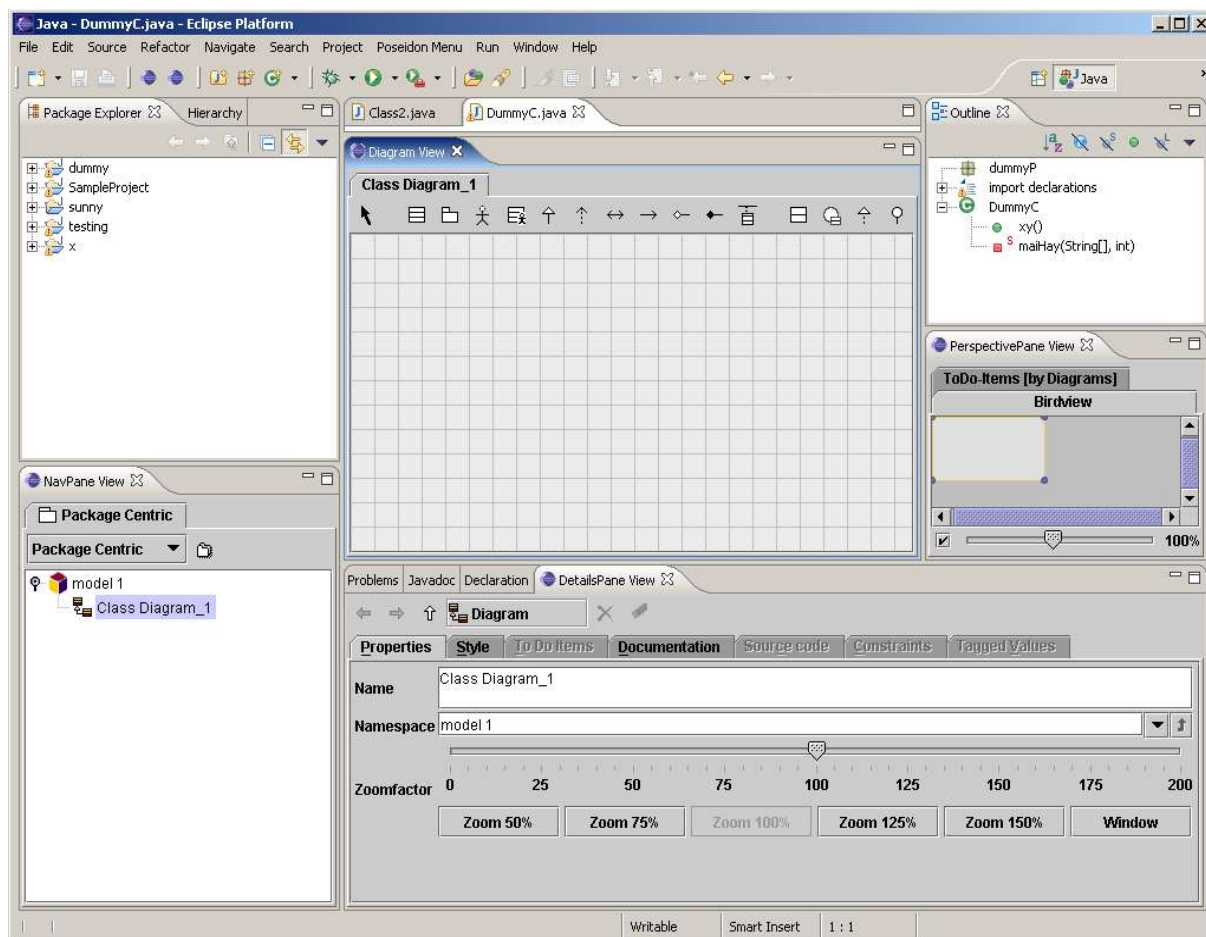 Java - DummyC.java - Eclipse Platform
File Edit Source Refactor Navigate Search Project Poseidon Menu Run Window Help
Java
Package Explorer
Hierarchy
dummy
SampleProject
sunny
testing
x
Class2.java
DummyC.java
Diagram View
Class Diagram_1
Outline
dummyP
import declarations
DummyC
xy()
maiHay(String[], int)
PerspectivePane View
ToDo-Items [by Diagrams]
Birdview
100%
NavPane View
Package Centric
Package Centric
model 1
Class Diagram_1
Problems Javadoc Declaration DetailsPane View
Diagram
Properties Style To Do Items Documentation Source code Constraints Tagged Values
Name Class Diagram_1
Namespace model 1
Zoomfactor 0 25 50 75 100 125 150 175 200
Zoom 50% Zoom 75% Zoom 100% Zoom 125% Zoom 150% Window
Writable Smart Insert 1 : 1